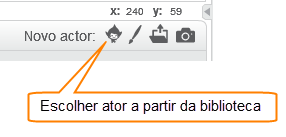 x: 240 y: 59
Novo actor:
Escolher ator a partir da biblioteca